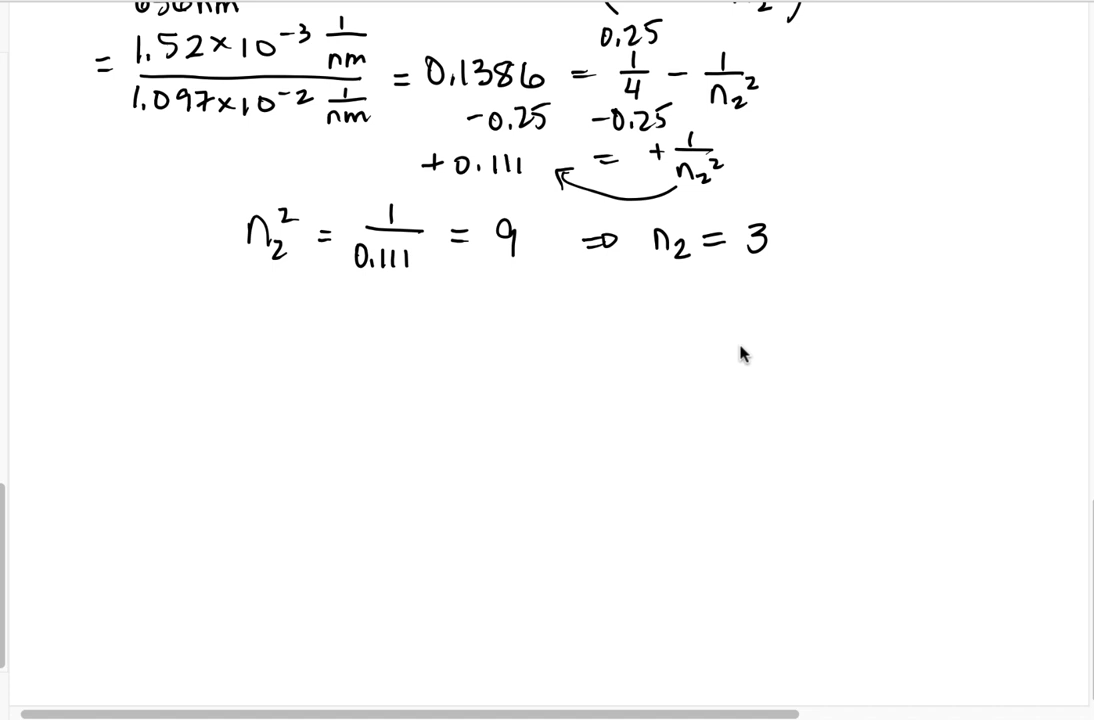 = 1.52×10⁻³ 1/nm / 1.097×10⁻² 1/nm = 0.1386 = 1/4 − 1/n₂²
0.25
−0.25 −0.25
+0.111 = +1/n₂²
n₂² = 1/0.111 = 9 ⇒ n₂ = 3